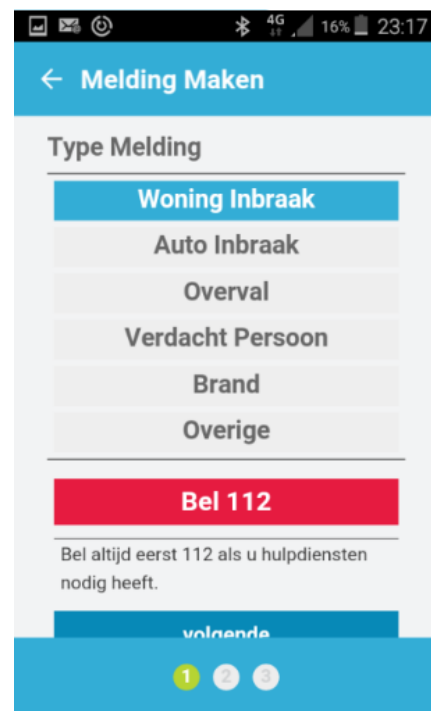 4G 16% 23:17
← Melding Maken
Type Melding
Woning Inbraak
Auto Inbraak
Overval
Verdacht Persoon
Brand
Overige
Bel 112
Bel altijd eerst 112 als u hulpdiensten
nodig heeft.
volgende
1 2 3